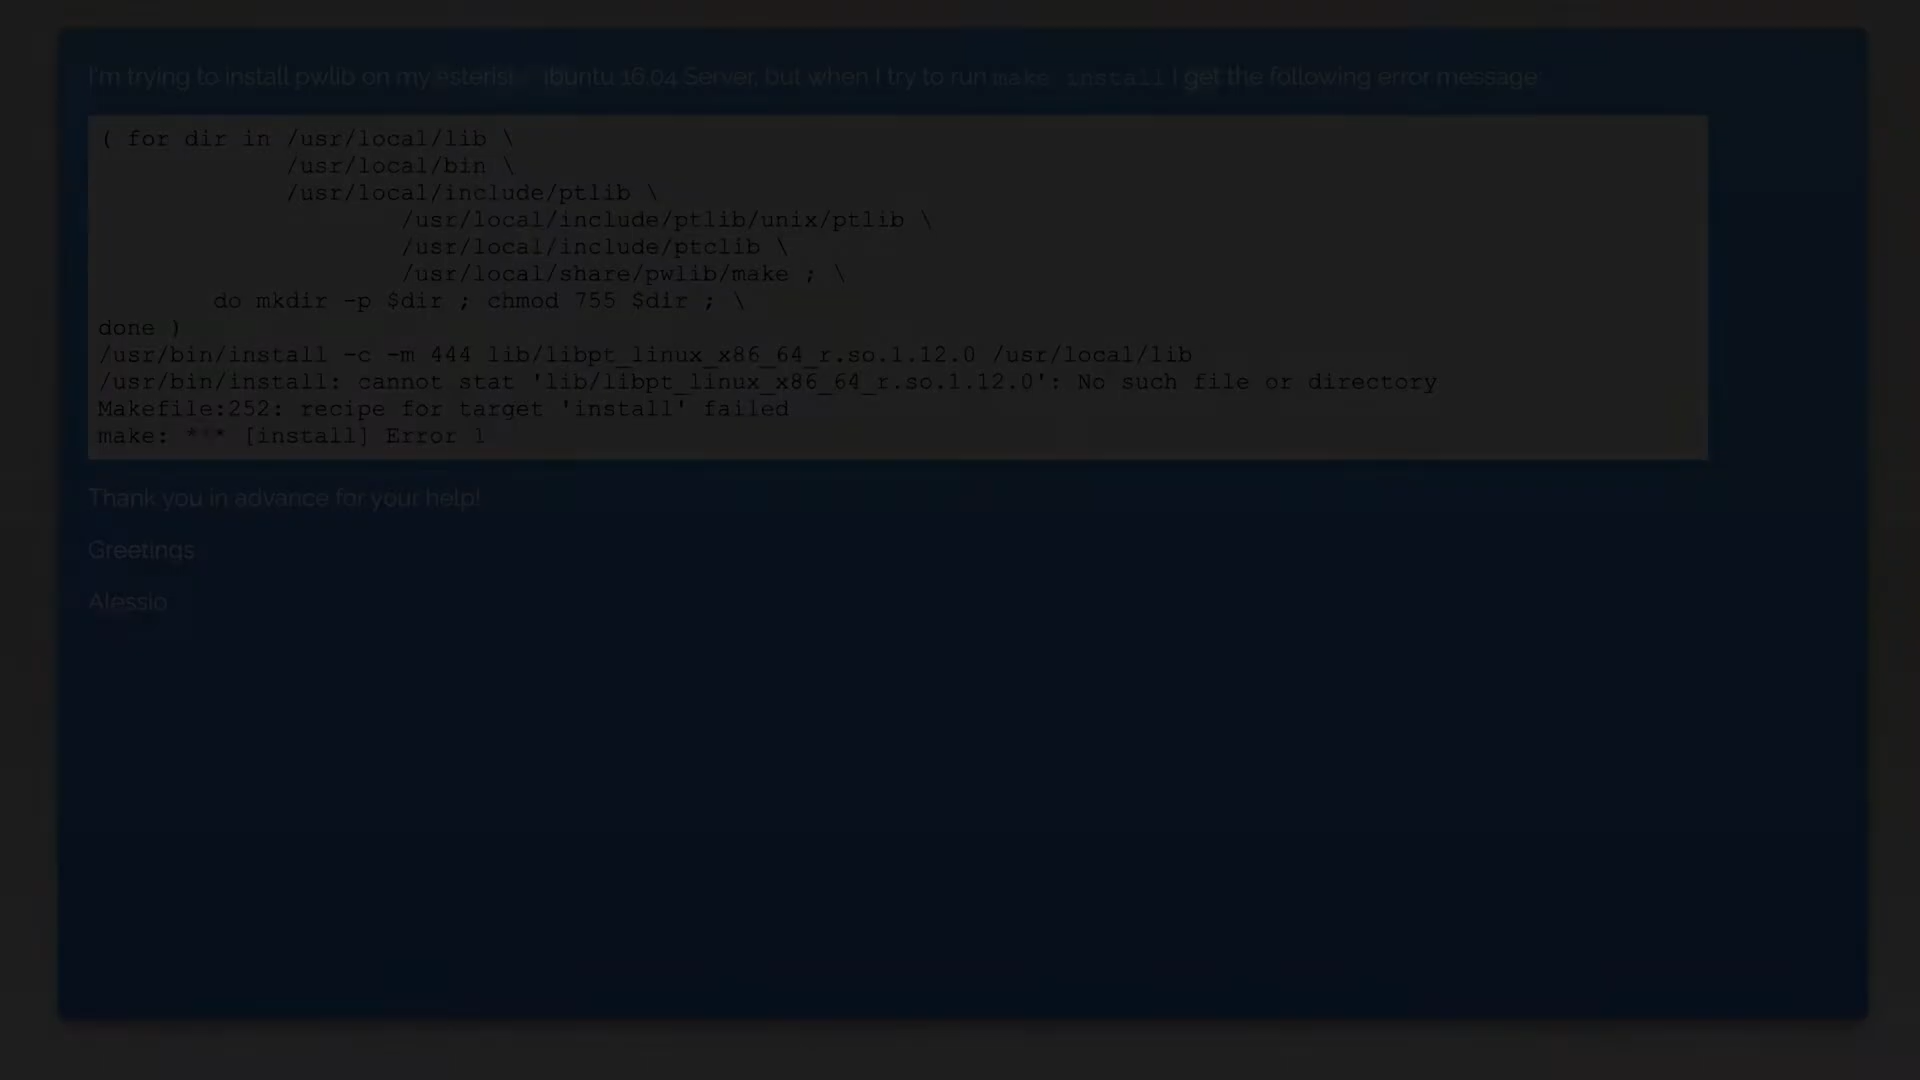 I'm trying to install pwlib on my 16.04 Server, but when I try to run make install I get the following error message
( for dir in /usr/local/lib \
/usr/local/bin \
/usr/local/include/ptlib \
/usr/local/include/ptlib/unix/ptlib \
/usr/local/include/ptclib \
/usr/local/share/pwlib/make ; \
do mkdir -p $dir ; chmod 755 $dir ; \
done )
/usr/bin/install -c -m 444 lib/libpt_linux_x86_64_r.so.1.12.0 /usr/local/lib
/usr/bin/install: cannot stat 'lib/libpt_linux_x86_64_r.so.1.12.0': No such file or directory
Makefile:252: recipe for target 'install' failed
make: *** [install] Error 1
Thank you in advance for your help!
Greetings
Alessio